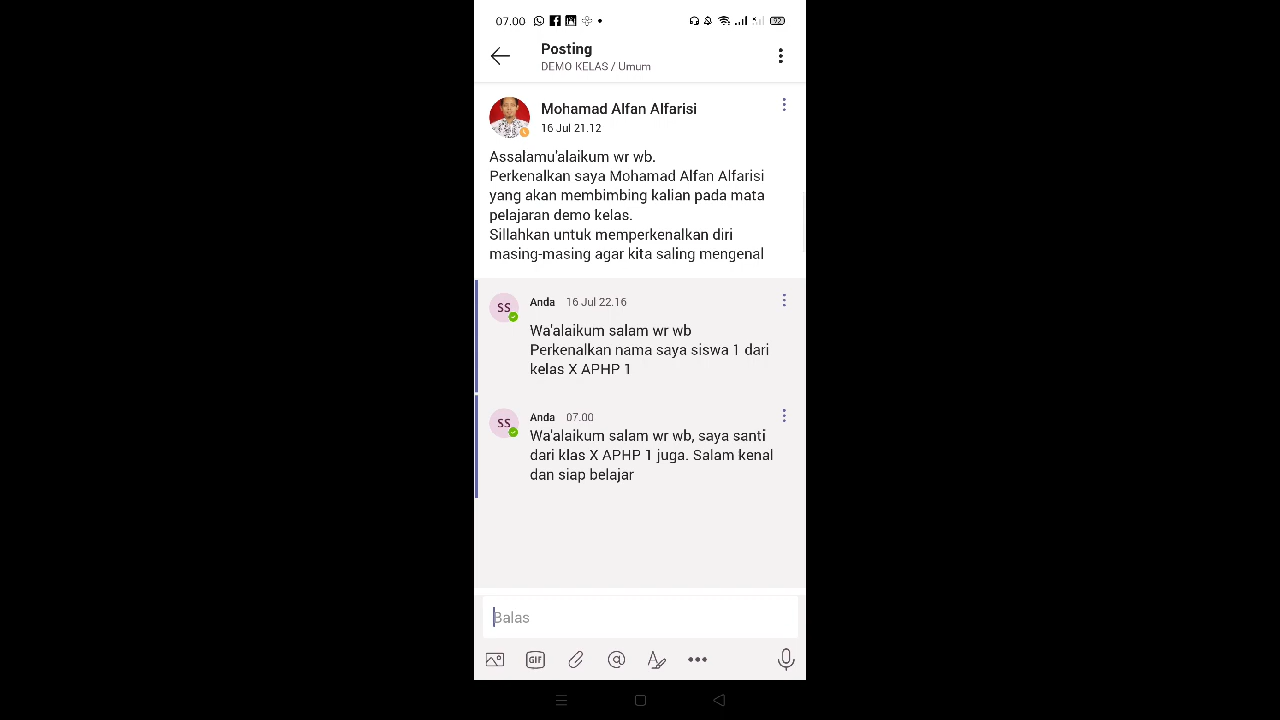 07.00
72
Posting
DEMO KELAS / Umum
Mohamad Alfan Alfarisi
16 Jul 21.12
Assalamu'alaikum wr wb.
Perkenalkan saya Mohamad Alfan Alfarisi
yang akan membimbing kalian pada mata
pelajaran demo kelas.
Sillahkan untuk memperkenalkan diri
masing-masing agar kita saling mengenal
SS
Anda 16 Jul 22.16
Wa'alaikum salam wr wb
Perkenalkan nama saya siswa 1 dari
kelas X APHP 1
SS
Anda 07.00
Wa'alaikum salam wr wb, saya santi
dari klas X APHP 1 juga. Salam kenal
dan siap belajar
Balas
GIF